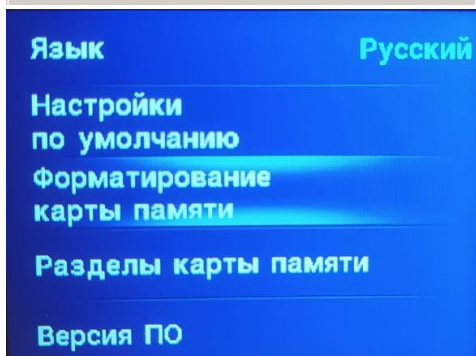 Язык Русский
Настройки
по умолчанию
Форматирование
карты памяти
Разделы карты памяти
Версия ПО